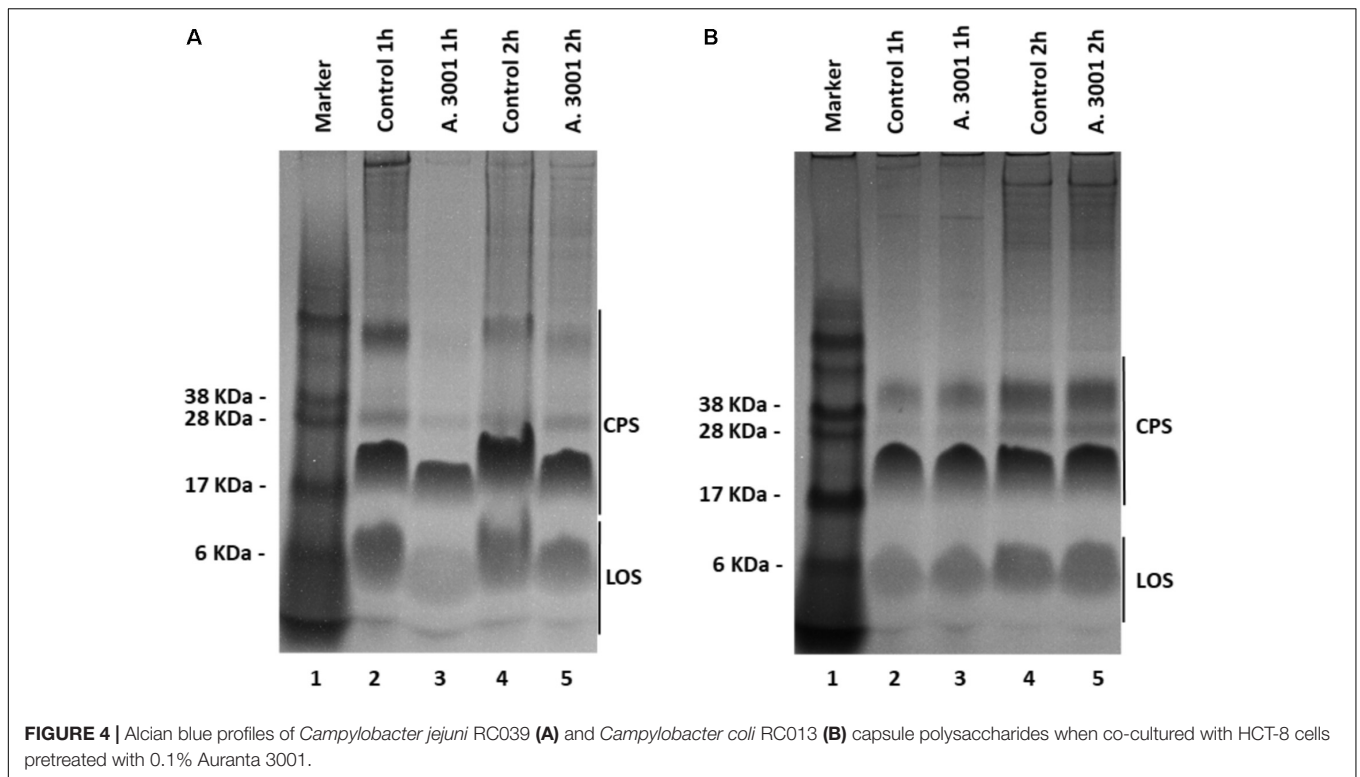 A
Marker
Control 1h
A. 3001 1h
Control 2h
A. 3001 2h
38 KDa -
28 KDa -
17 KDa -
6 KDa -
CPS
LOS
1 2 3 4 5
B
Marker
Control 1h
A. 3001 1h
Control 2h
A. 3001 2h
38 KDa -
28 KDa -
17 KDa -
6 KDa -
CPS
LOS
1 2 3 4 5
FIGURE 4 | Alcian blue profiles of Campylobacter jejuni RC039 (A) and Campylobacter coli RC013 (B) capsule polysaccharides when co-cultured with HCT-8 cells
pretreated with 0.1% Auranta 3001.